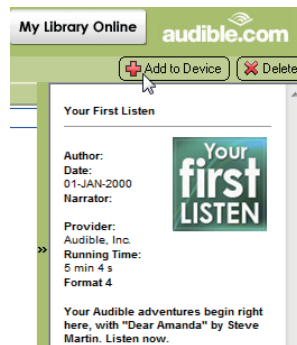 My Library Online
audible.com
Add to Device
Delete
Your First Listen
Author:
Date:
01-JAN-2000
Narrator:
Your
first
LISTEN
Provider:
Audible, Inc.
Running Time:
5 min 4 s
Format 4
»
Your Audible adventures begin right
here, with "Dear Amanda" by Steve
Martin. Listen now.